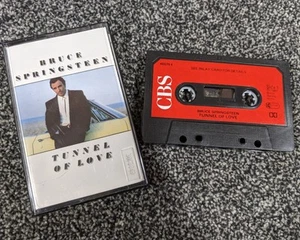 BRUCE
SPRINGSTEEN
TUNNEL
OF LOVE
CBS
BRUCE SPRINGSTEEN
TUNNEL OF LOVE